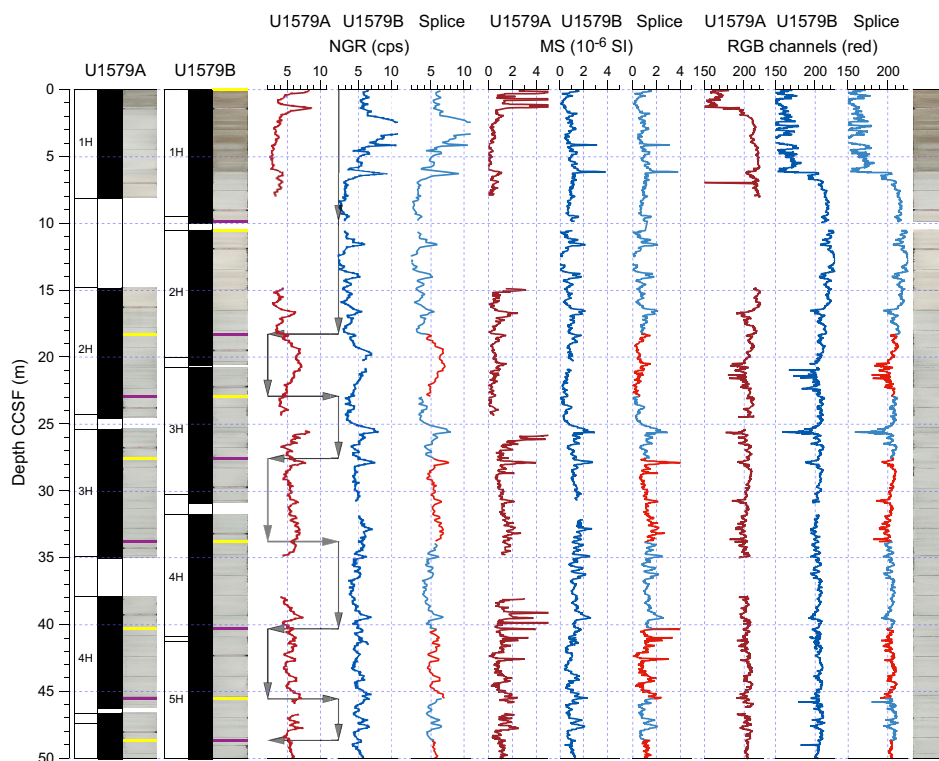 U1579A U1579B Splice U1579A U1579B Splice U1579A U1579B Splice
NGR (cps) MS (10⁻⁶ SI) RGB channels (red)
U1579A U1579B
5 10 5 10 5 10 0 2 4 0 2 4 0 2 4 150 200 150 200 150 200
0
1H
1H
5
10
2H
15
2H
20
3H
25
3H
30
35
4H
40
4H
45
5H
50
Depth CCSF (m)